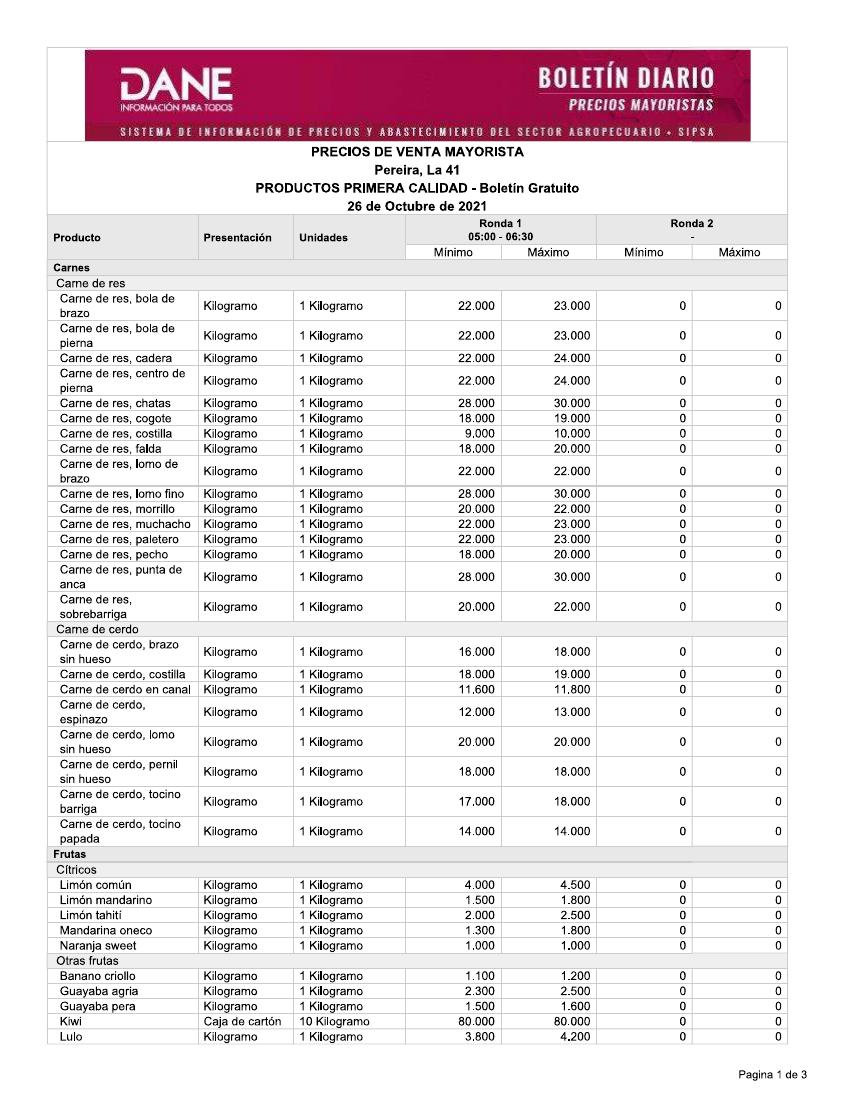 DANE
INFORMACIÓN PARA TODOS
BOLETÍN DIARIO
PRECIOS MAYORISTAS
SISTEMA DE INFORMACIÓN DE PRECIOS Y ABASTECIMIENTO DEL SECTOR AGROPECUARIO • SIPSA
PRECIOS DE VENTA MAYORISTA
Pereira, La 41
PRODUCTOS PRIMERA CALIDAD - Boletín Gratuito
26 de Octubre de 2021
Producto Presentación Unidades Ronda 1 Ronda 2
05:00 - 06:30 -
Mínimo Máximo Mínimo Máximo
Carnes
Carne de res
Carne de res, bola de
brazo Kilogramo 1 Kilogramo 22.000 23.000 0 0
Carne de res, bola de
pierna Kilogramo 1 Kilogramo 22.000 23.000 0 0
Carne de res, cadera Kilogramo 1 Kilogramo 22.000 24.000 0 0
Carne de res, centro de
pierna Kilogramo 1 Kilogramo 22.000 24.000 0 0
Carne de res, chatas Kilogramo 1 Kilogramo 28.000 30.000 0 0
Carne de res, cogote Kilogramo 1 Kilogramo 18.000 19.000 0 0
Carne de res, costilla Kilogramo 1 Kilogramo 9.000 10.000 0 0
Carne de res, falda Kilogramo 1 Kilogramo 18.000 20.000 0 0
Carne de res, lomo de
brazo Kilogramo 1 Kilogramo 22.000 22.000 0 0
Carne de res, lomo fino Kilogramo 1 Kilogramo 28.000 30.000 0 0
Carne de res, morrillo Kilogramo 1 Kilogramo 20.000 22.000 0 0
Carne de res, muchacho Kilogramo 1 Kilogramo 22.000 23.000 0 0
Carne de res, paletero Kilogramo 1 Kilogramo 22.000 23.000 0 0
Carne de res, pecho Kilogramo 1 Kilogramo 18.000 20.000 0 0
Carne de res, punta de
anca Kilogramo 1 Kilogramo 28.000 30.000 0 0
Carne de res,
sobrebarriga Kilogramo 1 Kilogramo 20.000 22.000 0 0
Carne de cerdo
Carne de cerdo, brazo
sin hueso Kilogramo 1 Kilogramo 16.000 18.000 0 0
Carne de cerdo, costilla Kilogramo 1 Kilogramo 18.000 19.000 0 0
Carne de cerdo en canal Kilogramo 1 Kilogramo 11.600 11.800 0 0
Carne de cerdo,
espinazo Kilogramo 1 Kilogramo 12.000 13.000 0 0
Carne de cerdo, lomo
sin hueso Kilogramo 1 Kilogramo 20.000 20.000 0 0
Carne de cerdo, pernil
sin hueso Kilogramo 1 Kilogramo 18.000 18.000 0 0
Carne de cerdo, tocino
barriga Kilogramo 1 Kilogramo 17.000 18.000 0 0
Carne de cerdo, tocino
papada Kilogramo 1 Kilogramo 14.000 14.000 0 0
Frutas
Cítricos
Limón común Kilogramo 1 Kilogramo 4.000 4.500 0 0
Limón mandarino Kilogramo 1 Kilogramo 1.500 1.800 0 0
Limón tahití Kilogramo 1 Kilogramo 2.000 2.500 0 0
Mandarina oneco Kilogramo 1 Kilogramo 1.300 1.800 0 0
Naranja sweet Kilogramo 1 Kilogramo 1.000 1.000 0 0
Otras frutas
Banano criollo Kilogramo 1 Kilogramo 1.100 1.200 0 0
Guayaba agria Kilogramo 1 Kilogramo 2.300 2.500 0 0
Guayaba pera Kilogramo 1 Kilogramo 1.500 1.600 0 0
Kiwi Caja de cartón 10 Kilogramo 80.000 80.000 0 0
Lulo Kilogramo 1 Kilogramo 3.800 4.200 0 0
Pagina 1 de 3